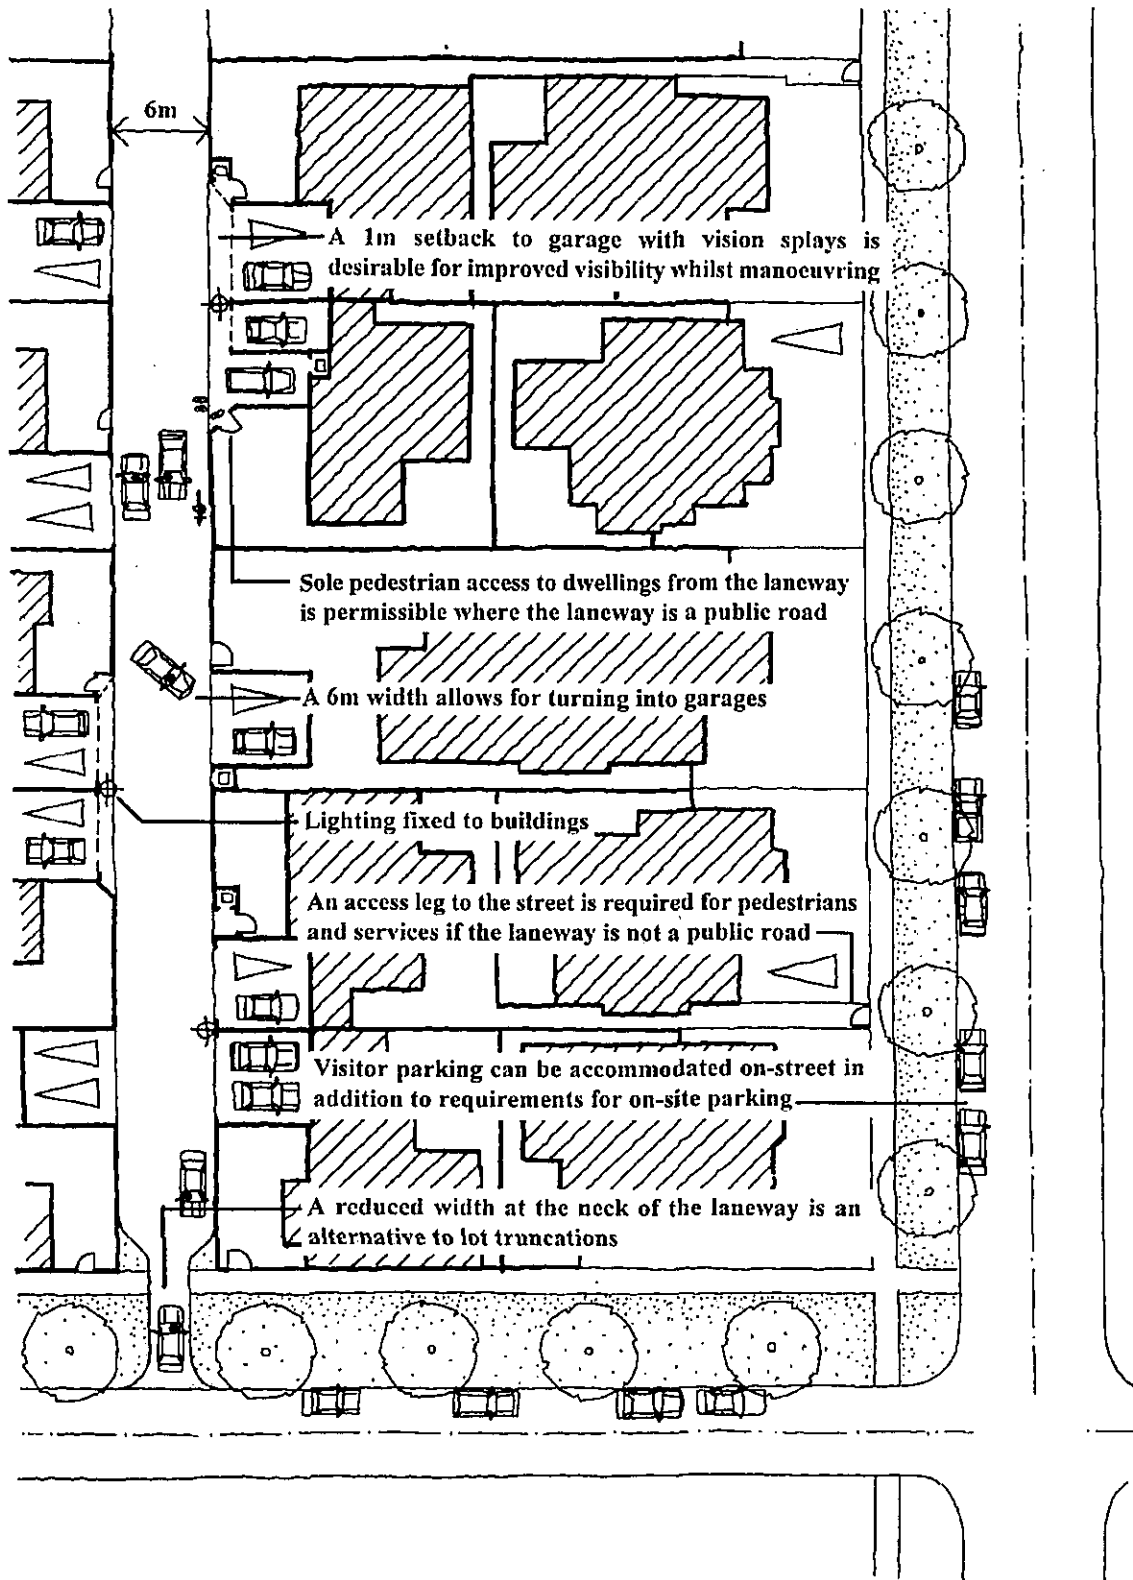 6m
A 1m setback to garage with vision splays is
desirable for improved visibility whilst manoeuvring
Sole pedestrian access to dwellings from the laneway
is permissible where the laneway is a public road
A 6m width allows for turning into garages
Lighting fixed to buildings
An access leg to the street is required for pedestrians
and services if the laneway is not a public road
Visitor parking can be accommodated on-street in
addition to requirements for on-site parking
A reduced width at the neck of the laneway is an
alternative to lot truncations